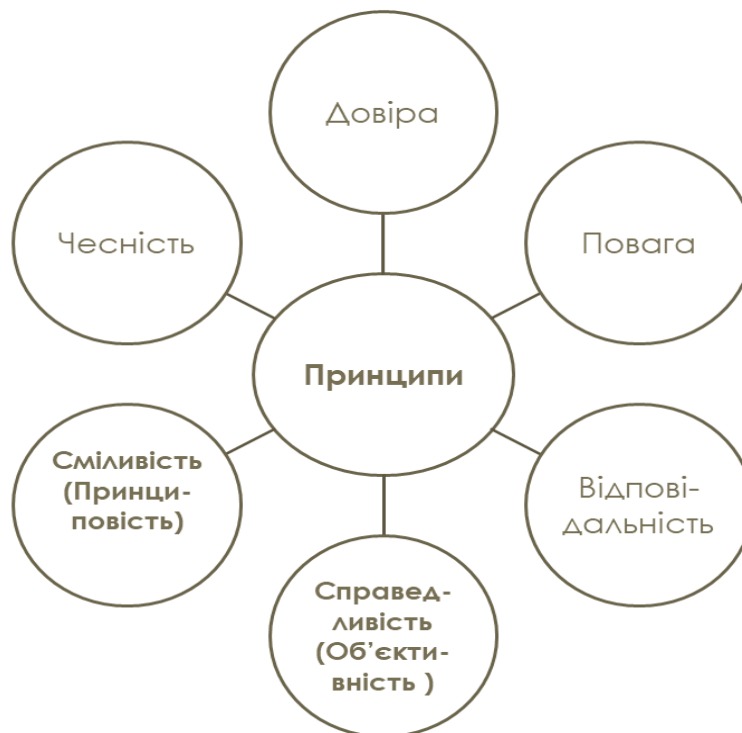 Довіра
Чесність
Повага
Принципи
Сміливість
(Принци-
повість)
Відпові-
дальність
Справед-
ливість
(Об’єкти-
вність )